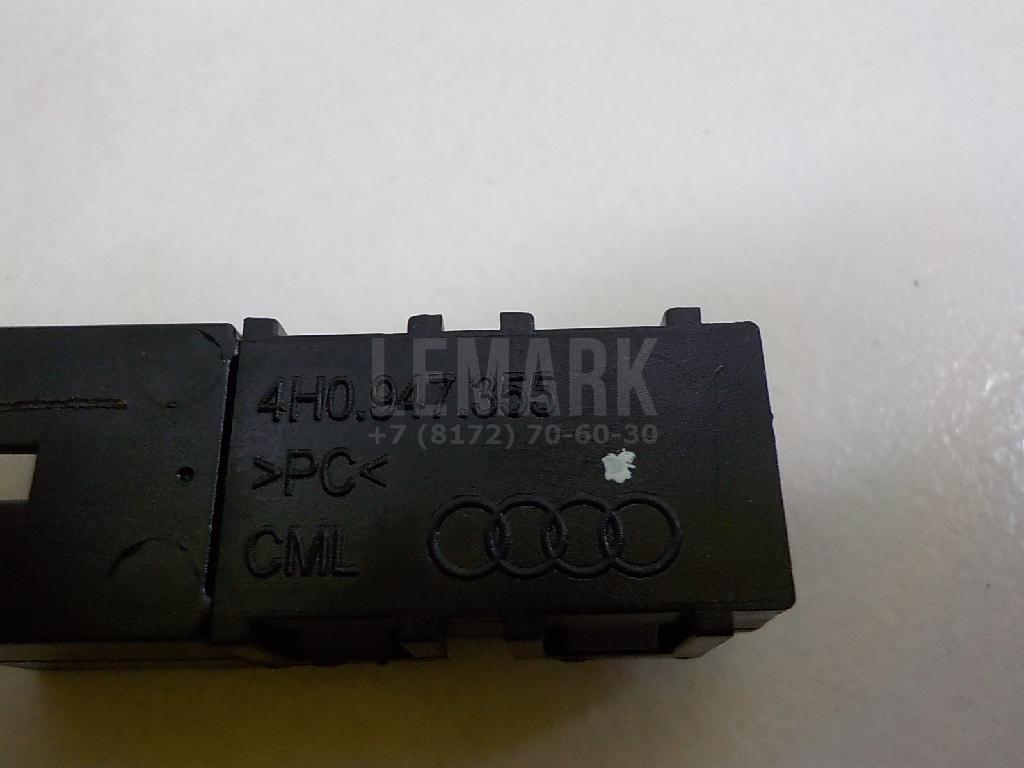 LEMARK
4H0.947.355
+7 (8172) 70-60-30
>PC<
CML